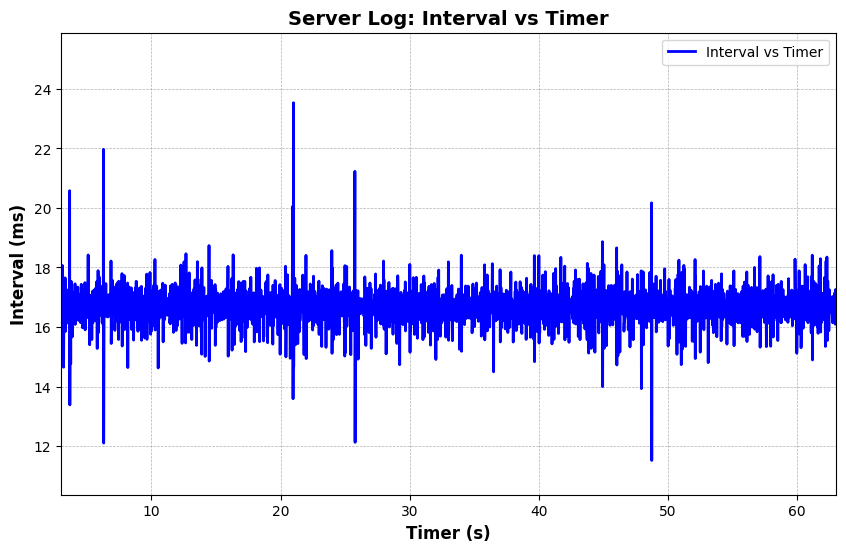 Server Log: Interval vs Timer
Interval vs Timer
24
22
20
18
16
14
12
Interval (ms)
10 20 30 40 50 60
Timer (s)